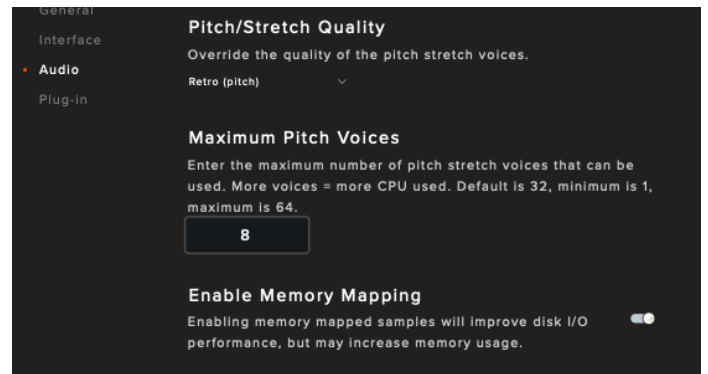 General
Interface
Audio
Plug-in
Pitch/Stretch Quality
Override the quality of the pitch stretch voices.
Retro (pitch)
Maximum Pitch Voices
Enter the maximum number of pitch stretch voices that can be
used. More voices = more CPU used. Default is 32, minimum is 1,
maximum is 64.
8
Enable Memory Mapping
Enabling memory mapped samples will improve disk I/O
performance, but may increase memory usage.